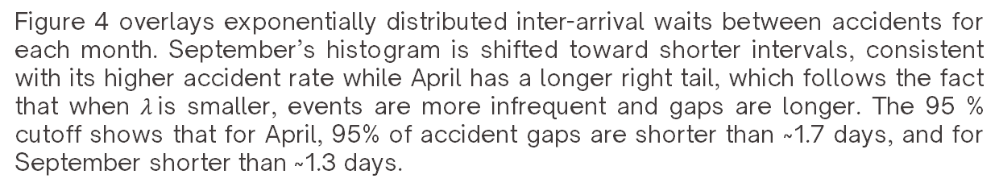 Figure 4 overlays exponentially distributed inter-arrival waits between accidents for
each month. September’s histogram is shifted toward shorter intervals, consistent
with its higher accident rate while April has a longer right tail, which follows the fact
that when λ is smaller, events are more infrequent and gaps are longer. The 95 %
cutoff shows that for April, 95% of accident gaps are shorter than ~1.7 days, and for
September shorter than ~1.3 days.